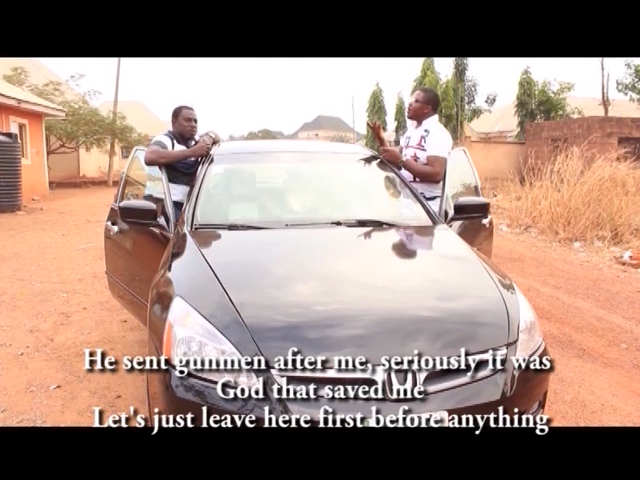 He sent gunmen after me, seriously it was
God that saved me
Let's just leave here first before anything